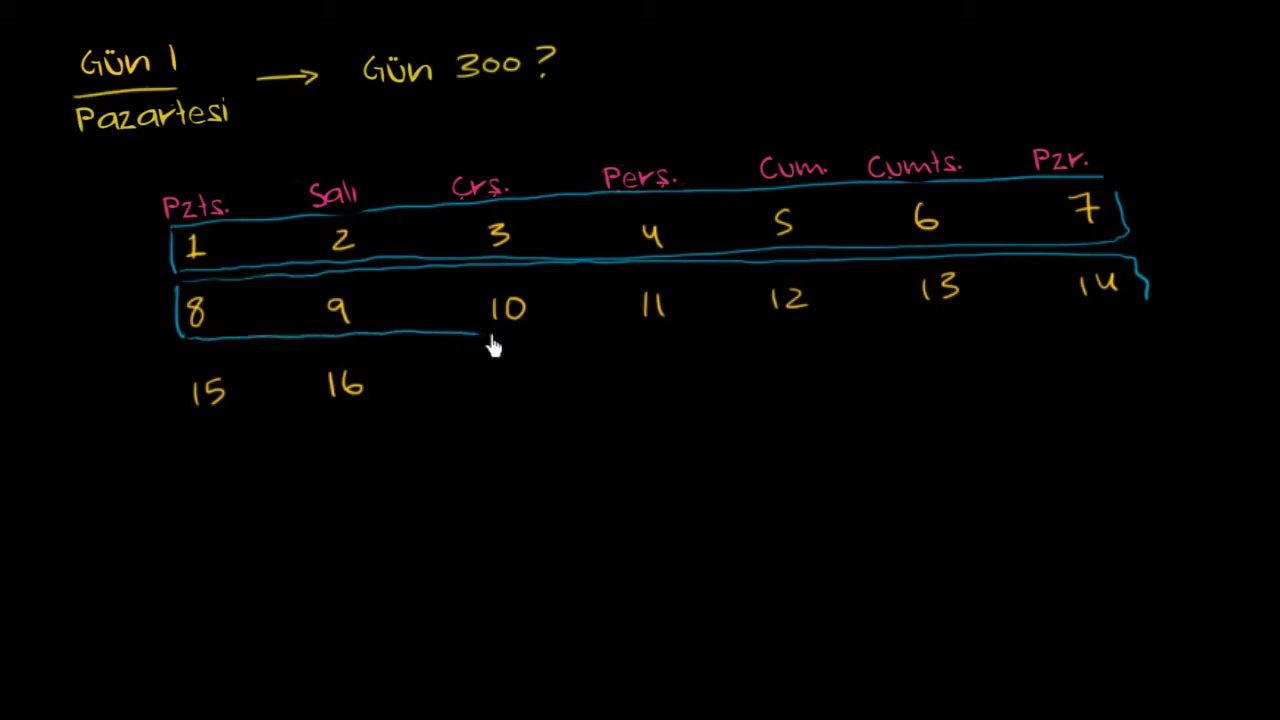 Gün 1 → Gün 300?
Pazartesi
Pzts. Salı Çrş. Perş. Cum. Cumts. Pzr.
1 2 3 4 5 6 7
8 9 10 11 12 13 14
15 16